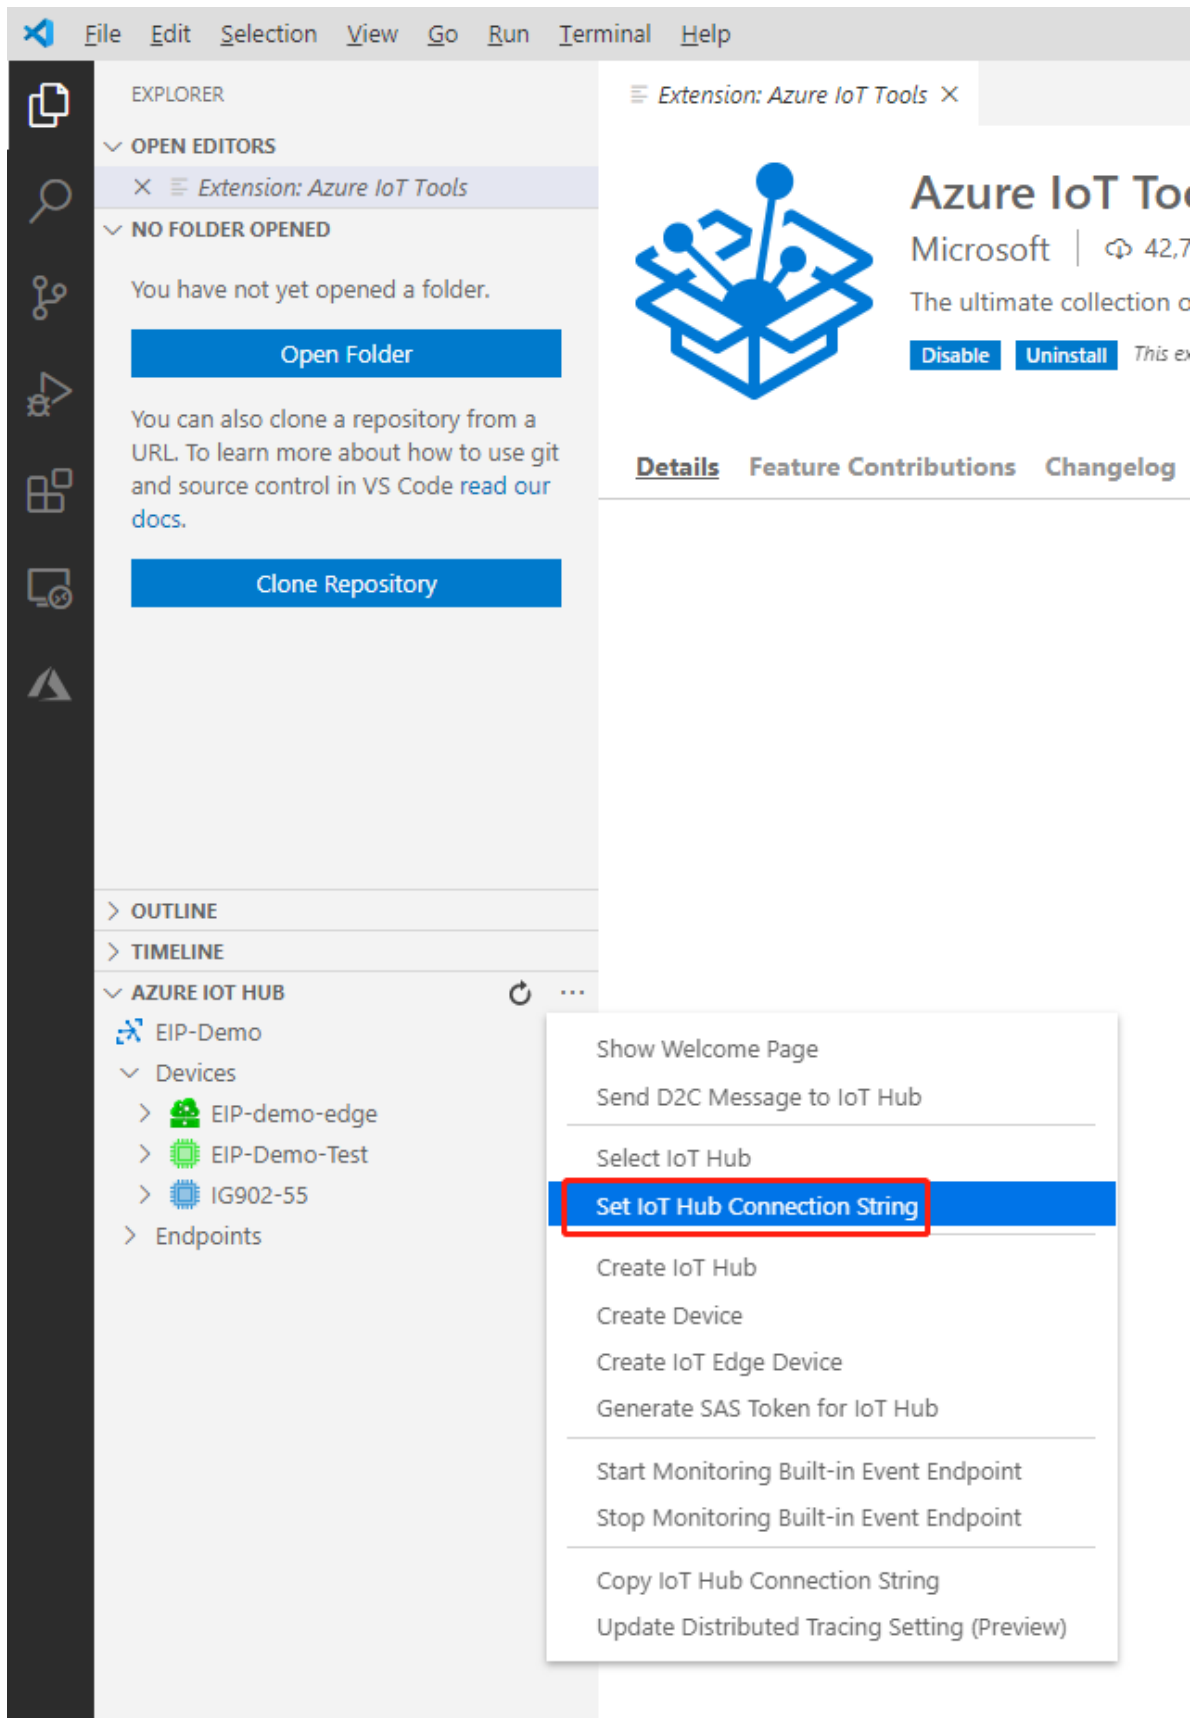 File Edit Selection View Go Run Terminal Help
EXPLORER
OPEN EDITORS
Extension: Azure IoT Tools
NO FOLDER OPENED
You have not yet opened a folder.
Open Folder
You can also clone a repository from a
URL. To learn more about how to use git
and source control in VS Code read our
docs.
Clone Repository
OUTLINE
TIMELINE
AZURE IOT HUB
EIP-Demo
Devices
EIP-demo-edge
EIP-Demo-Test
IG902-55
Endpoints
Extension: Azure IoT Tools
Azure IoT
Microsoft 42,7
The ultimate collection
Disable Uninstall This
Details Feature Contributions Changelog
Show Welcome Page
Send D2C Message to IoT Hub
Select IoT Hub
Set IoT Hub Connection String
Create IoT Hub
Create Device
Create IoT Edge Device
Generate SAS Token for IoT Hub
Start Monitoring Built-in Event Endpoint
Stop Monitoring Built-in Event Endpoint
Copy IoT Hub Connection String
Update Distributed Tracing Setting (Preview)